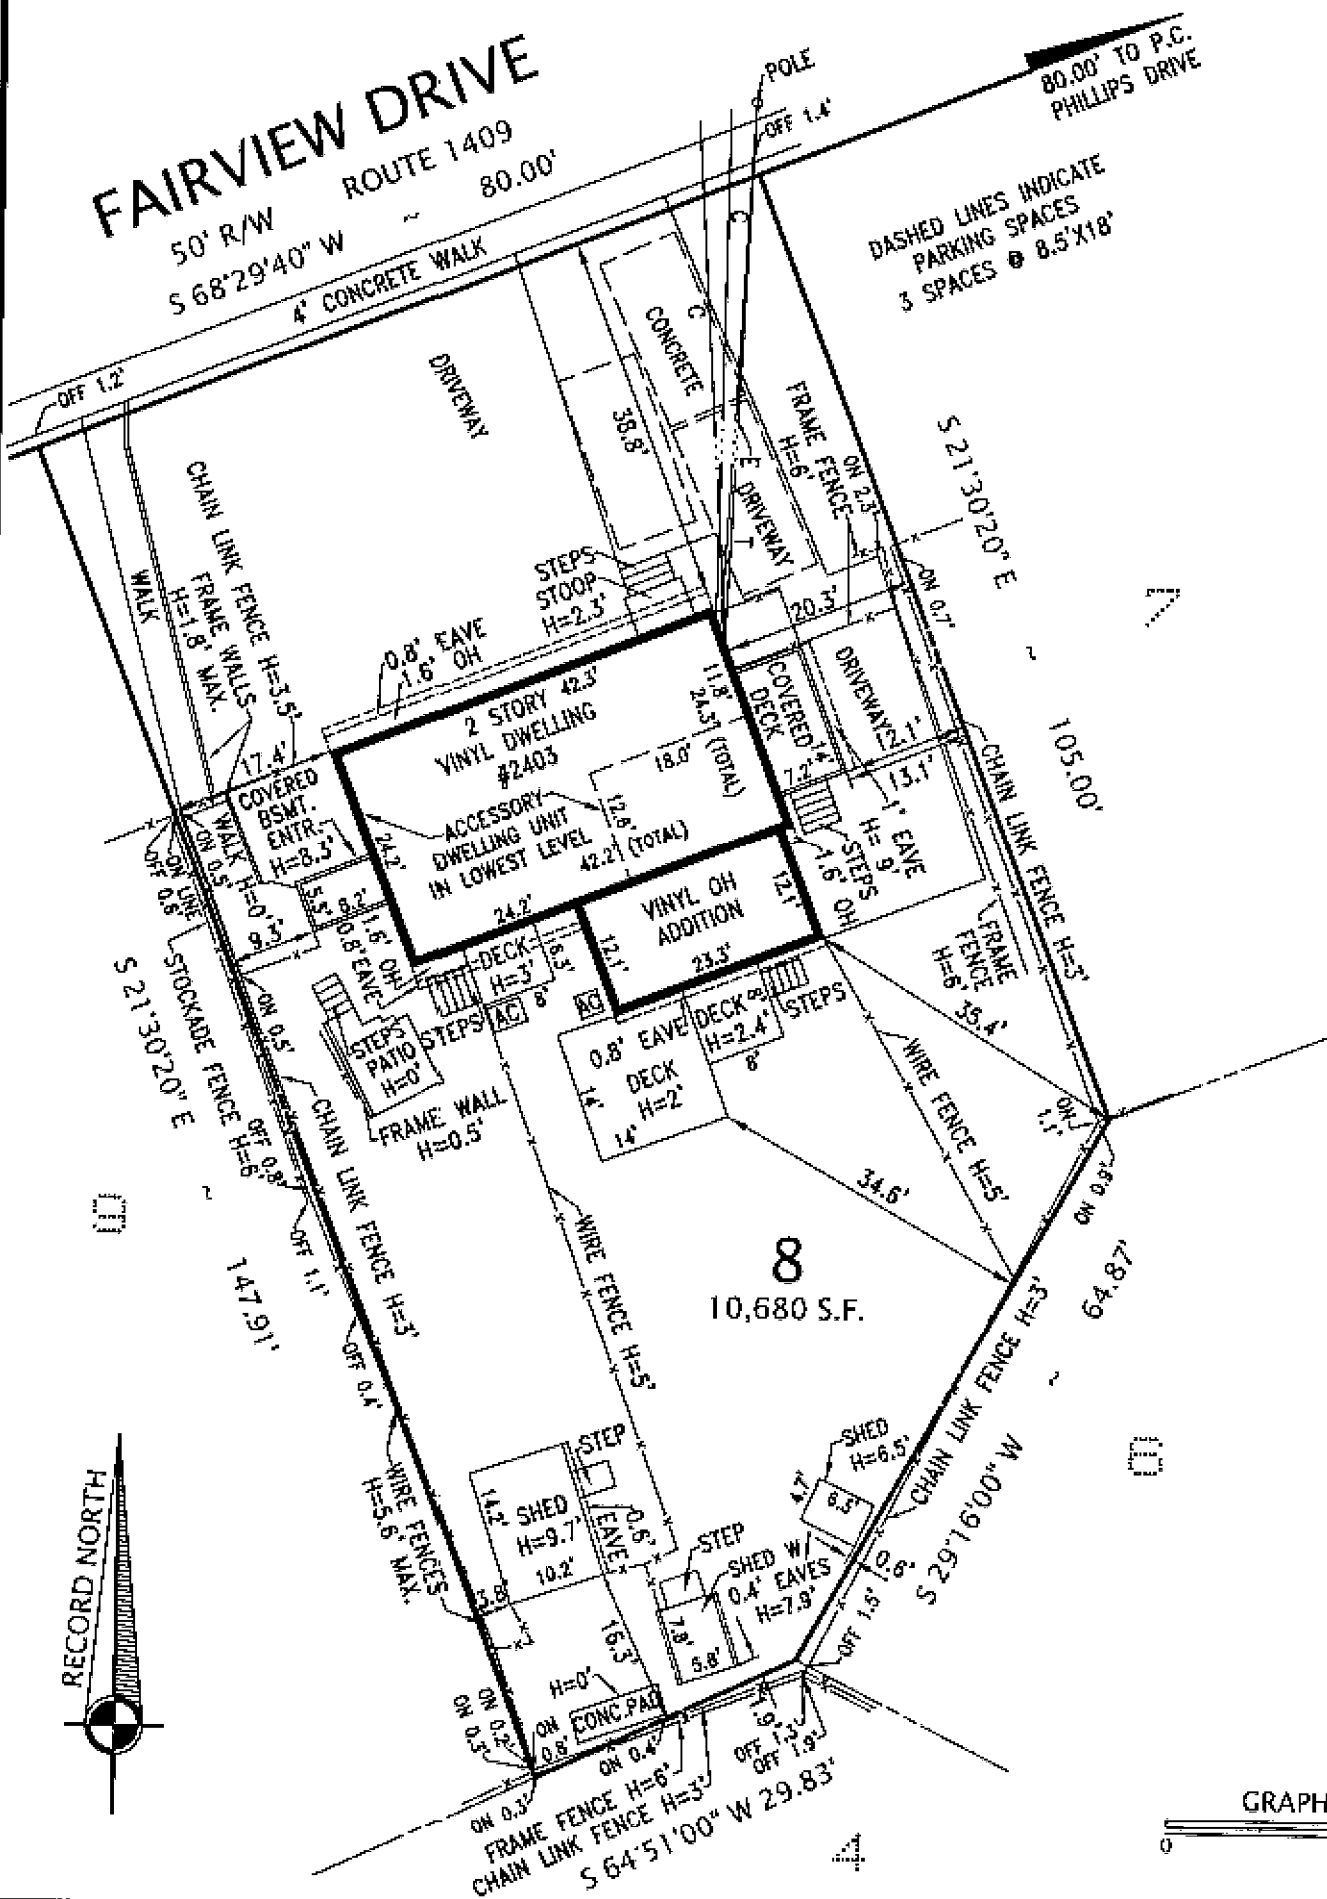 FAIRVIEW DRIVE
50' R/W
ROUTE 1409
S 68°29'40" W ~ 80.00'
4' CONCRETE WALK
POLE
OFF 1.4'
80.00' TO P.C.
PHILLIPS DRIVE
DASHED LINES INDICATE
PARKING SPACES
3 SPACES @ 8.5'X18'
OFF 1.2'
DRIVEWAY
CONCRETE
DRIVEWAY
38.8'
C
C
E
T
FRAME FENCE
H=6'
ON 2.3'
S 21°30'20" E ~ 105.00'
7
ON 0.7'
20.3'
WALK
CHAIN LINK FENCE H=3.5'
FRAME WALLS
H=1.8' MAX.
STEPS
STOOP
H=2.3'
0.8' EAVE
1.6' OH
17.4'
2 STORY 42.3'
VINYL DWELLING
#2403
11.8'
24.3' (TOTAL)
18.0'
12.6'
42.2' (TOTAL)
ACCESSORY
DWELLING UNIT
IN LOWEST LEVEL
24.2'
24.2'
COVERED
DECK
14'
7.2'
DRIVEWAY
12.1'
13.1'
1' EAVE
H= 9'
STEPS
1.6' OH
CHAIN LINK FENCE H=3'
FRAME
FENCE
H=6'
COVERED
BSMT.
ENTR.
H=8.3'
WALK H=0'
ON 0.5'
ON LINE
OFF 0.6'
5.5'
8.2'
9.3'
1.6' OH
0.8' EAVE
VINYL OH
ADDITION
12.1'
12.1'
23.3'
DECK
H=3'
6.3'
8'
AC
AC
STEPS
STEPS
PATIO
H=0'
FRAME WALL
H=0.5'
0.8' EAVE
DECK
H=2'
14'
14'
DECK
H=2.4'
8'
8'
STEPS
35.4'
34.6'
WIRE FENCE H=5'
WIRE FENCE H=5'
STOCKADE FENCE H=6'
S 21°30'20" E ~ 147.91'
9
ON 0.5'
CHAIN LINK FENCE H=3'
OFF 0.8'
OFF 1.1'
OFF 0.4'
8
10,680 S.F.
ON 1.1'
ON 0.9'
64.87'
~
S 29°16'00" W
CHAIN LINK FENCE H=3'
6
WIRE FENCES
H=5.6' MAX.
STEP
14.2'
SHED
H=9.7'
10.2'
EAVE
0.6'
3.8'
SHED
H=6.5'
4.7'
6.3'
0.6'
STEP
SHED W/
0.4' EAVES
H=7.9'
7.8'
5.8'
16.3'
OFF 1.5'
H=0'
CONC.PAD
ON 0.2'
ON 0.3'
ON 0.8'
ON 0.4'
1.9'
OFF 1.3'
OFF 1.9'
ON 0.3'
FRAME FENCE H=6'
CHAIN LINK FENCE H=3'
S 64°51'00" W 29.83'
4
RECORD NORTH
GRAPH
0